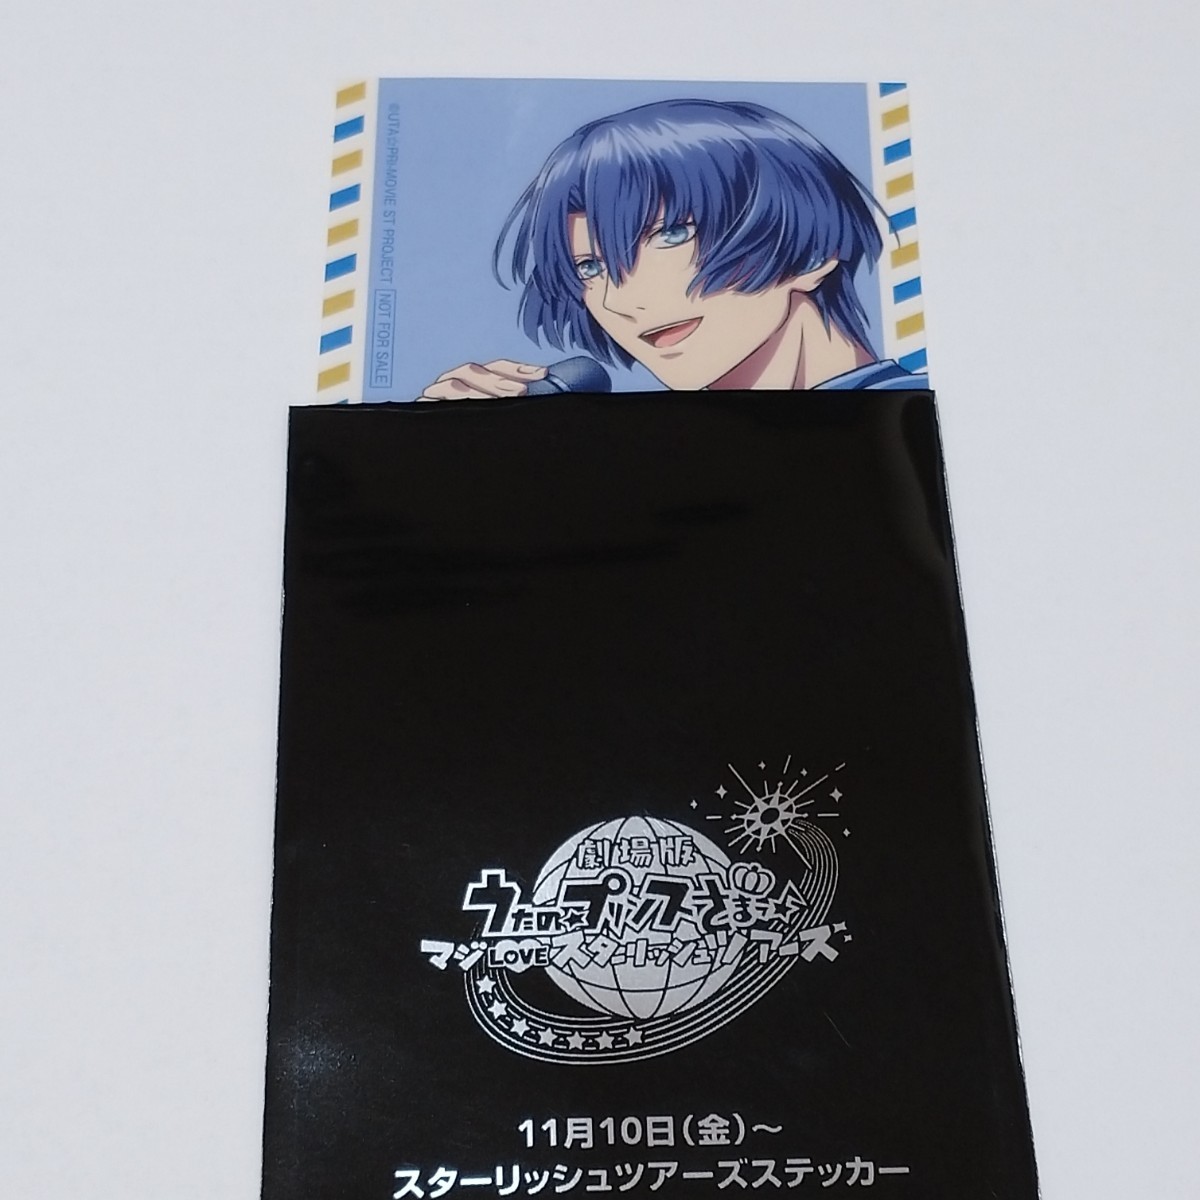 ©UTA☆PRI-MOVIE ST PROJECT NOT FOR SALE
劇場版
うたの☆プリンスさまっ♪
マジLOVEスターリッシュツアーズ
11月10日(金)～
スターリッシュツアーズステッカー